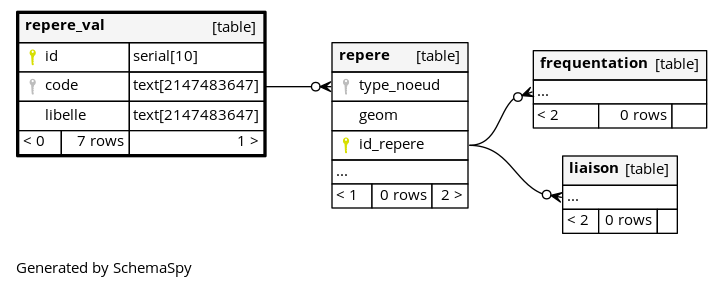 repere_val [table]
id serial[10]
code text[2147483647]
libelle text[2147483647]
< 0 7 rows 1 >
repere [table]
type_noeud
geom
id_repere
...
< 1 0 rows 2 >
frequentation [table]
...
< 2 0 rows
liaison [table]
...
< 2 0 rows
Generated by SchemaSpy